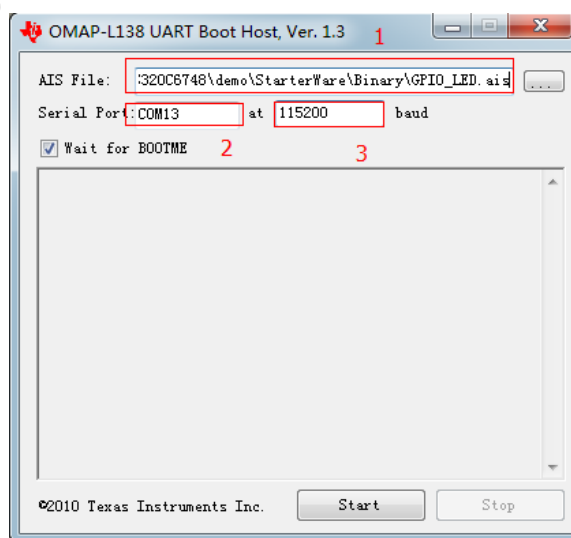 OMAP-L138 UART Boot Host, Ver. 1.3
1
AIS File: 320C6748\demo\StarterWare\Binary\GPIO_LED.ais ...
Serial Port: COM13 at 115200 baud
Wait for BOOTME
2
3
©2010 Texas Instruments Inc. Start Stop